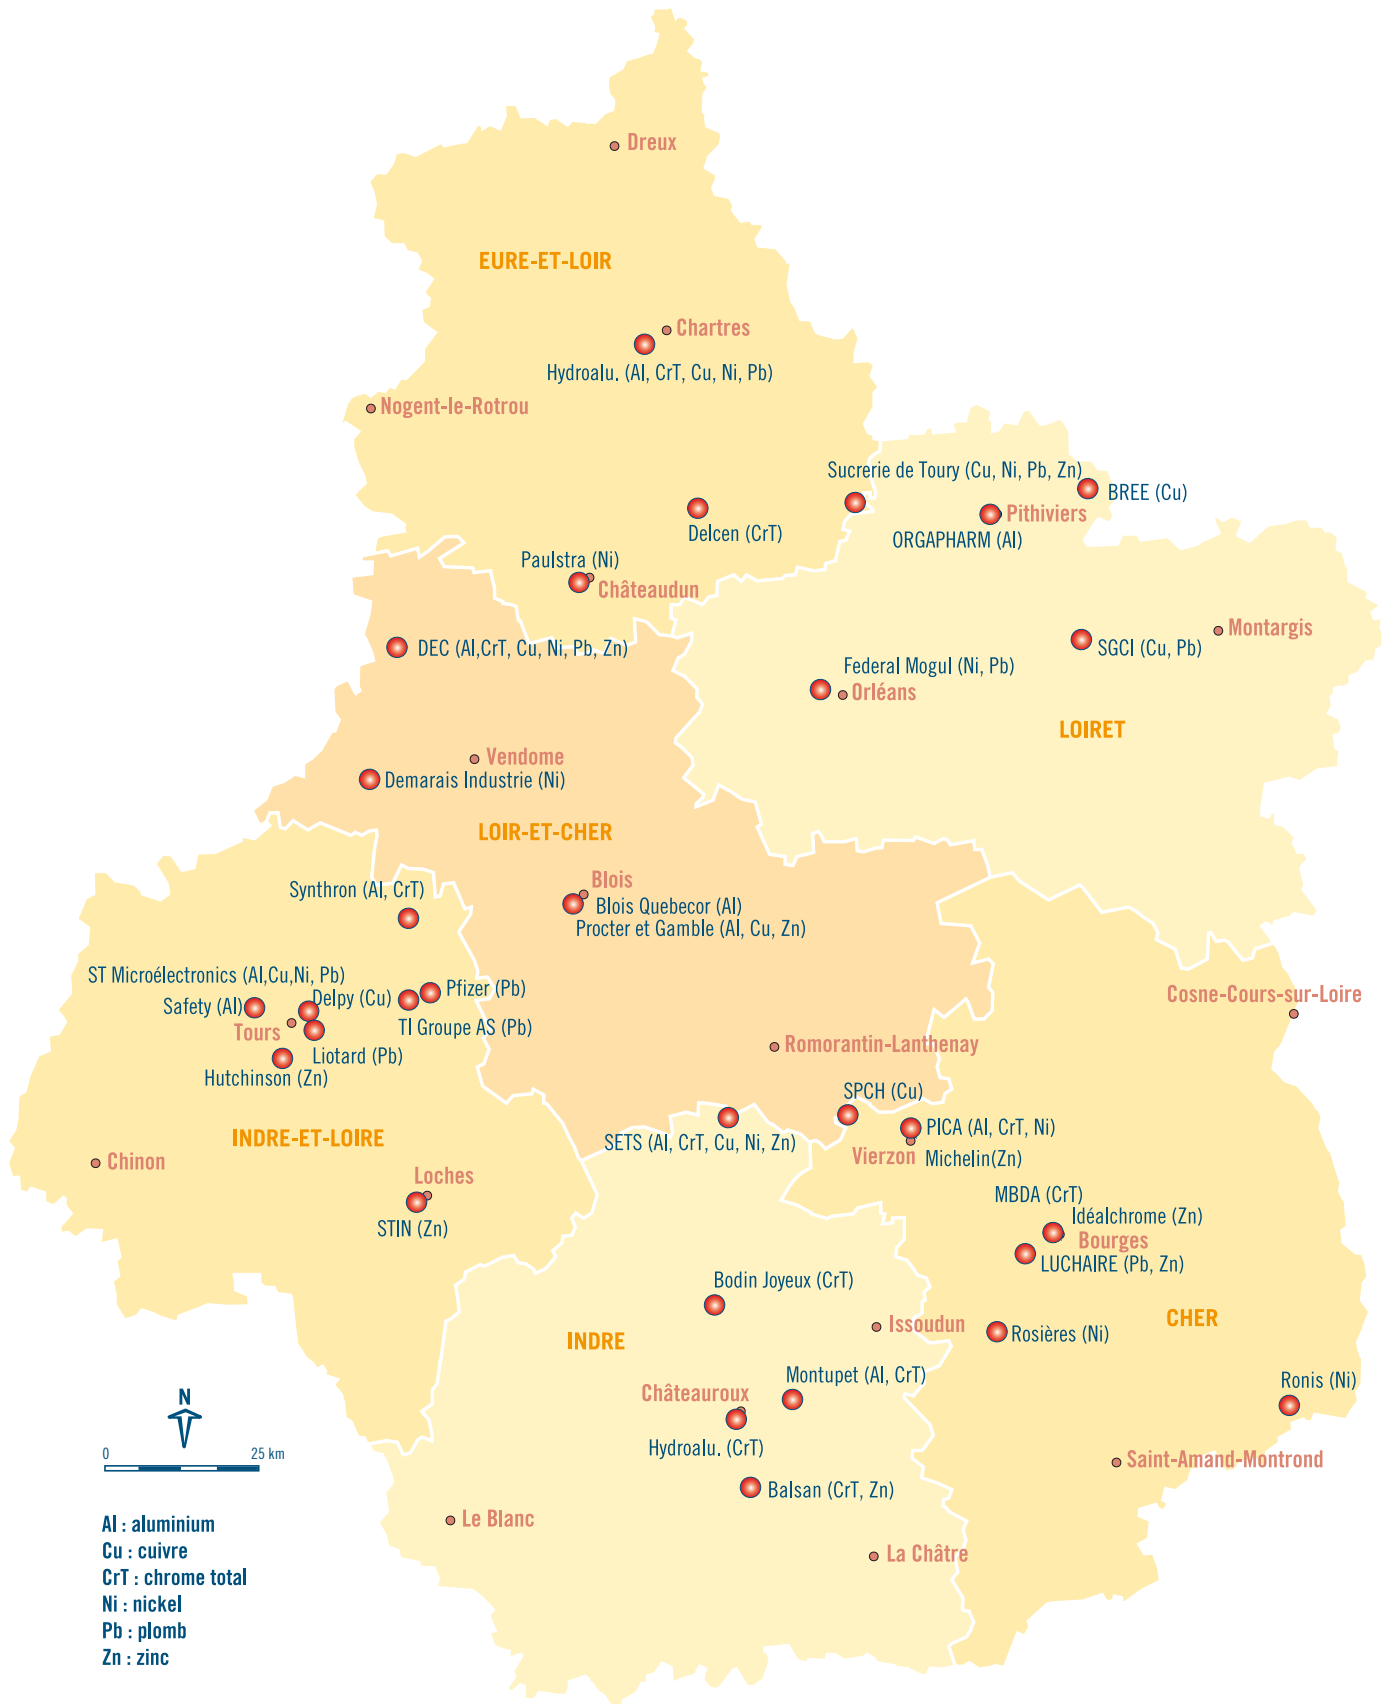 Dreux
EURE-ET-LOIR
Chartres
Hydroalu. (Al, CrT, Cu, Ni, Pb)
Nogent-le-Rotrou
Sucrerie de Toury (Cu, Ni, Pb, Zn)
BREE (Cu)
Pithiviers
Delcen (CrT)
ORGAPHARM (Al)
Paulstra (Ni)
Châteaudun
Montargis
DEC (Al,CrT, Cu, Ni, Pb, Zn)
SGCI (Cu, Pb)
Federal Mogul (Ni, Pb)
Orléans
LOIRET
Vendome
Demarais Industrie (Ni)
LOIR-ET-CHER
Blois
Synthron (Al, CrT)
Blois Quebecor (Al)
Procter et Gamble (Al, Cu, Zn)
ST Microélectronics (Al,Cu,Ni, Pb)
Pfizer (Pb)
Cosne-Cours-sur-Loire
Delpy (Cu)
Safety (Al)
TI Groupe AS (Pb)
Tours
Romorantin-Lanthenay
Liotard (Pb)
Hutchinson (Zn)
SPCH (Cu)
PICA (Al, CrT, Ni)
INDRE-ET-LOIRE
SETS (Al, CrT, Cu, Ni, Zn)
Vierzon
Michelin(Zn)
Chinon
Loches
MBDA (CrT)
Idéalchrome (Zn)
STIN (Zn)
Bourges
LUCHAIRE (Pb, Zn)
Bodin Joyeux (CrT)
CHER
Issoudun
Rosières (Ni)
INDRE
Montupet (Al, CrT)
Ronis (Ni)
Châteauroux
N
Hydroalu. (CrT)
0 25 km
Saint-Amand-Montrond
Balsan (CrT, Zn)
Le Blanc
La Châtre
Al : aluminium
Cu : cuivre
CrT : chrome total
Ni : nickel
Pb : plomb
Zn : zinc